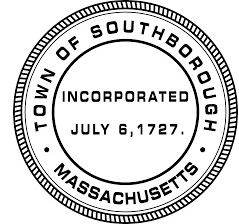 TOWN OF SOUTHBOROUGH
INCORPORATED
JULY 6,1727.
• MASSACHUSETTS •